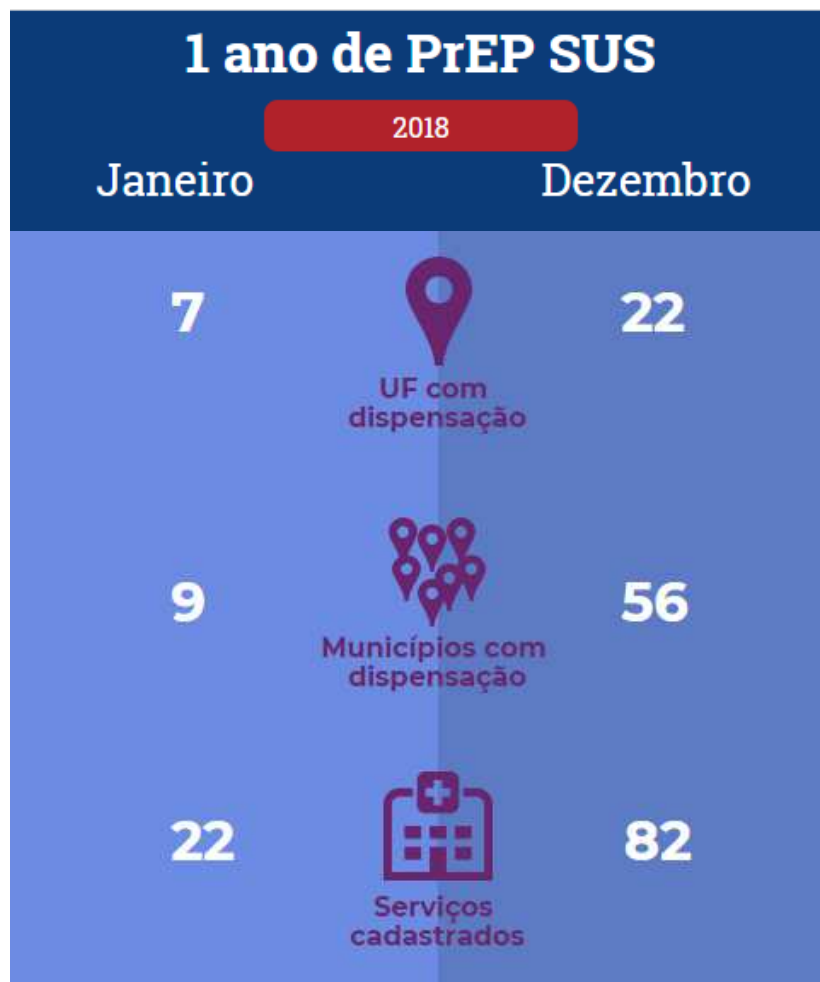 1 ano de PrEP SUS
2018
Janeiro
Dezembro
7
22
UF com
dispensação
9
56
Municípios com
dispensação
22
82
Serviços
cadastrados